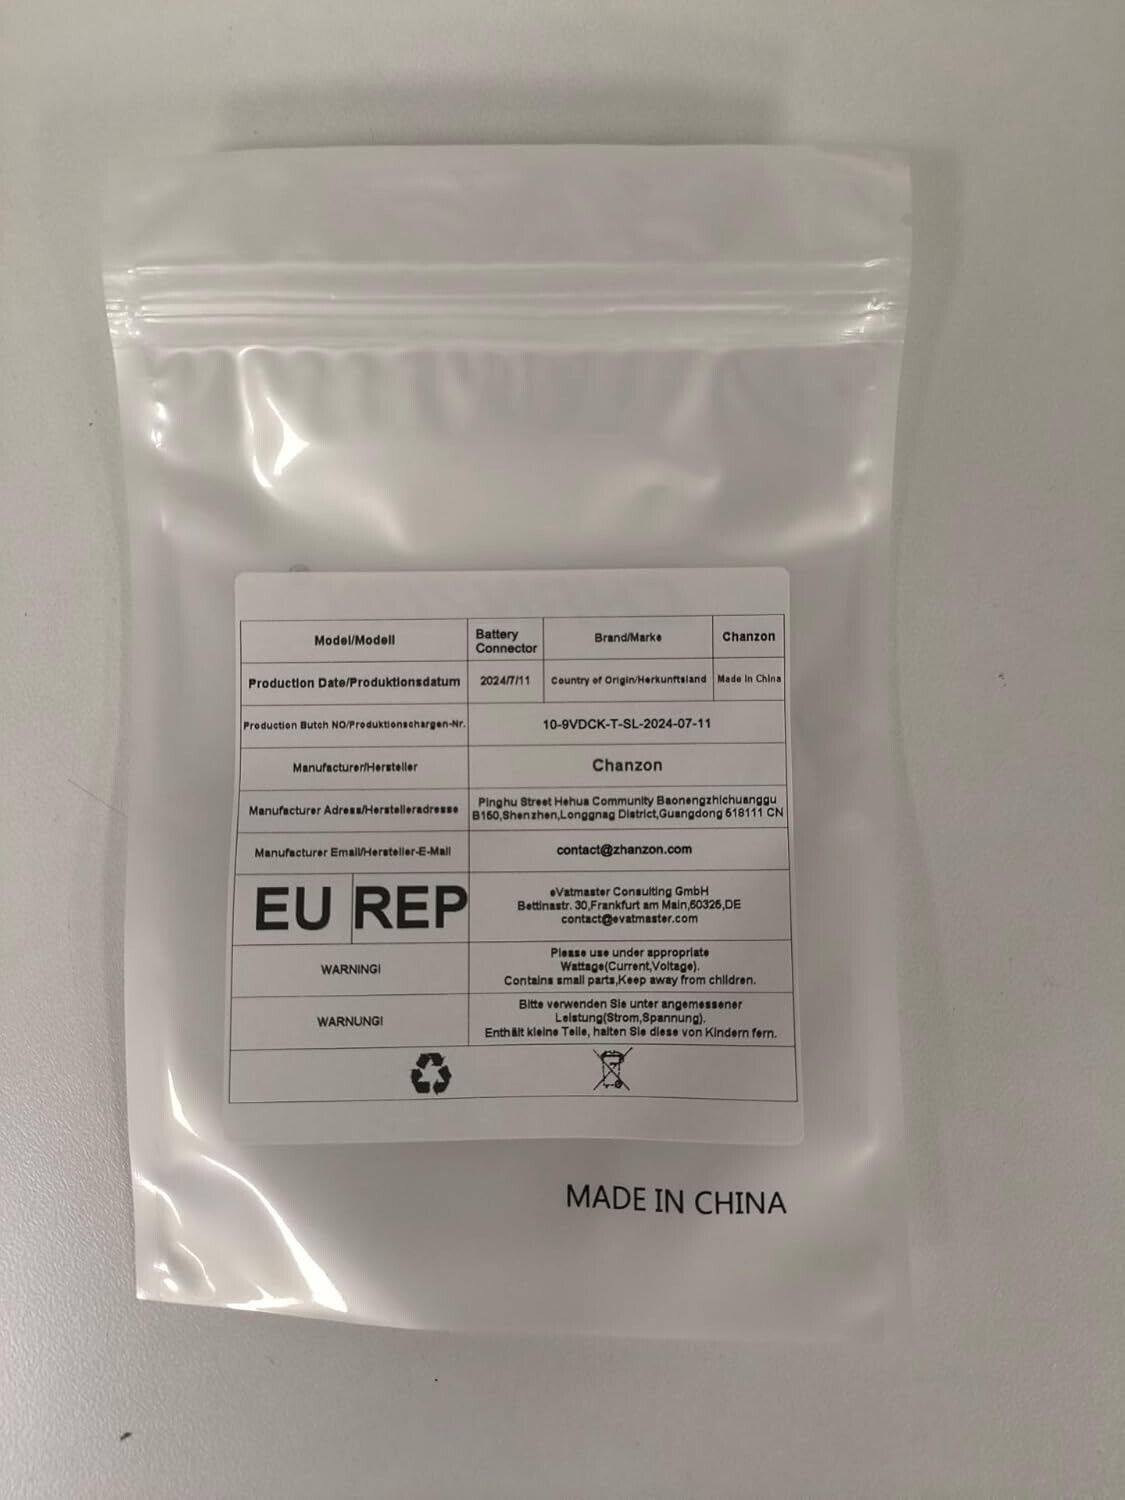 Model/Modell
Battery
Connector
Brand/Marke
Chanzon
Production Date/Produktionsdatum
2024/7/11
Country of Origin/Herkunftsland
Made in China
Production Butch NO/Produktionschargen-Nr.
10-9VDCK-T-SL-2024-07-11
Manufacturer/Hersteller
Chanzon
Manufacturer Adress/Herstelleradresse
Pinghu Street Hehua Community Baonengzhichuanggu
B150,Shenzhen,Longgnag District,Guangdong 518111 CN
Manufacturer Email/Hersteller-E-Mail
contact@zhanzon.com
EU REP
eVatmaster Consulting GmbH
Bettinastr. 30,Frankfurt am Main,60325,DE
contact@evatmaster.com
WARNING!
Please use under appropriate
Wattage(Current,Voltage).
Contains small parts,Keep away from children.
WARNUNG!
Bitte verwenden Sie unter angemessener
Leistung(Strom,Spannung).
Enthält kleine Teile, halten Sie diese von Kindern fern.
MADE IN CHINA